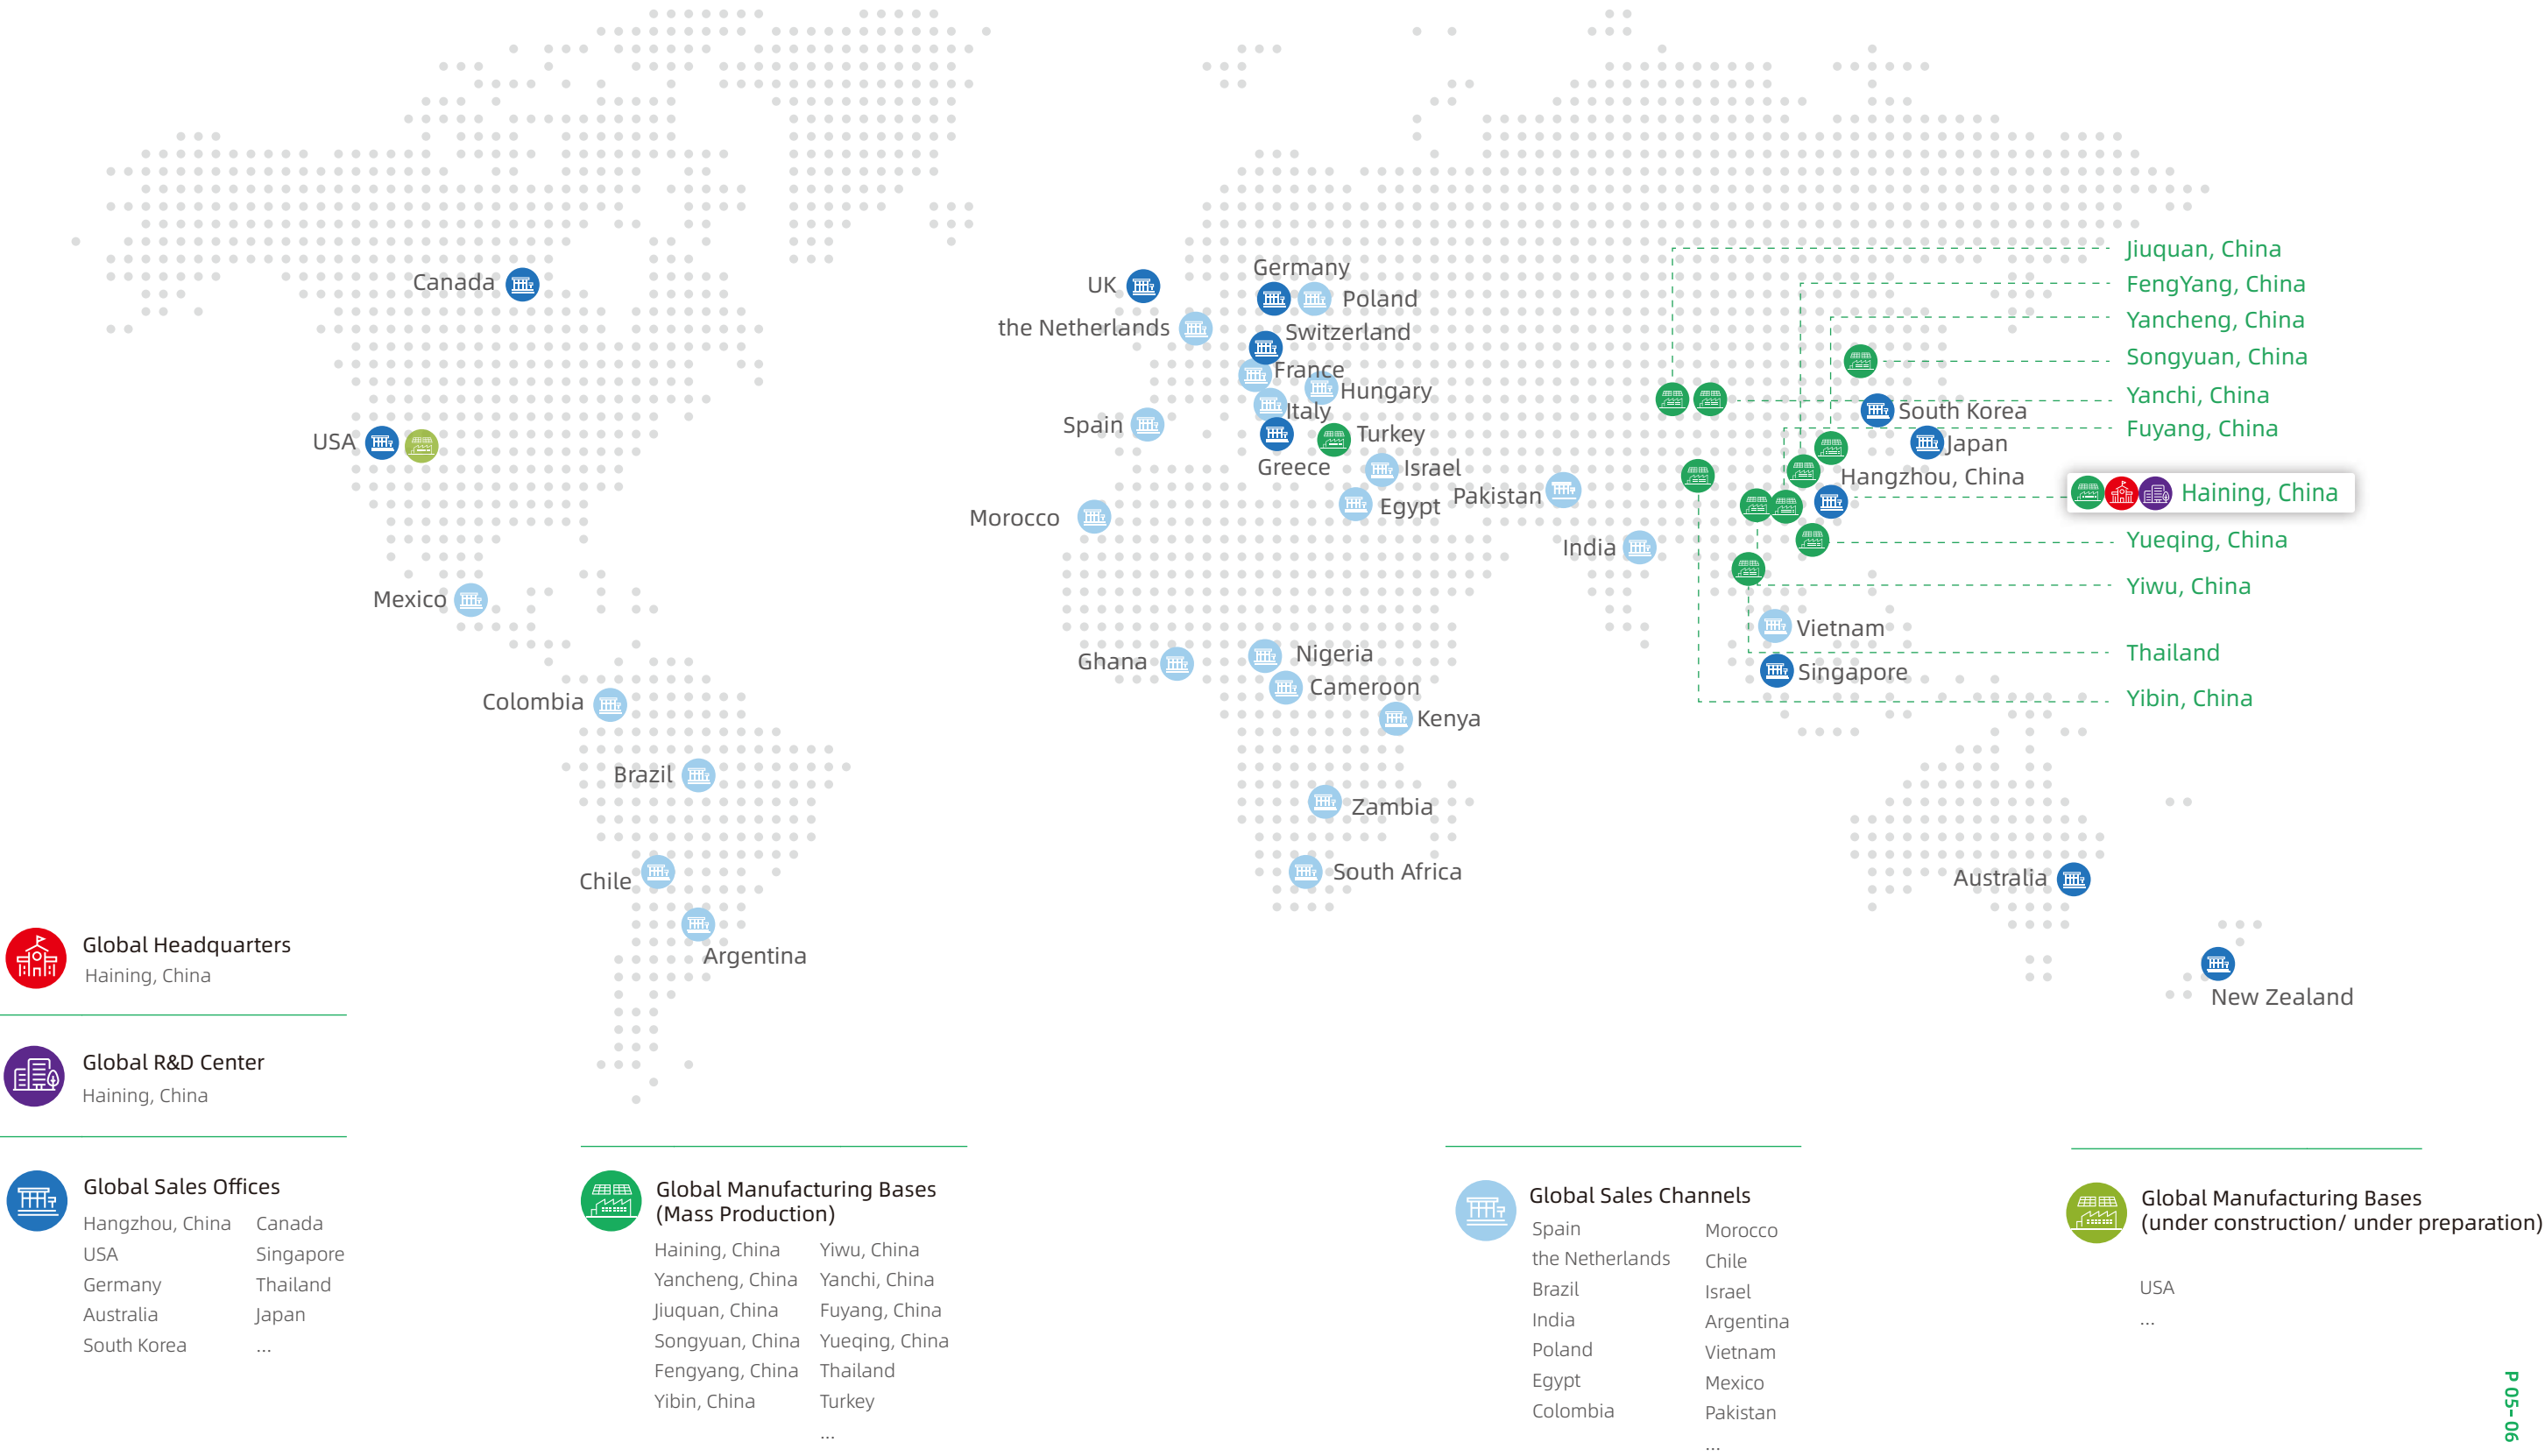 Canada
USA
Mexico
Colombia
Brazil
Chile
Argentina
UK
the Netherlands
Germany
Poland
Switzerland
France
Hungary
Italy
Spain
Greece
Turkey
Israel
Egypt
Morocco
Pakistan
India
Ghana
Nigeria
Cameroon
Kenya
Zambia
South Africa
South Korea
Japan
Hangzhou, China
Vietnam
Singapore
Australia
New Zealand
Jiuquan, China
FengYang, China
Yancheng, China
Songyuan, China
Yanchi, China
Fuyang, China
Haining, China
Yueqing, China
Yiwu, China
Thailand
Yibin, China
Global Headquarters
Haining, China
Global R&D Center
Haining, China
Global Sales Offices
Hangzhou, China
USA
Germany
Australia
South Korea
Canada
Singapore
Thailand
Japan
...
Global Manufacturing Bases
(Mass Production)
Haining, China
Yancheng, China
Jiuquan, China
Songyuan, China
Fengyang, China
Yibin, China
Yiwu, China
Yanchi, China
Fuyang, China
Yueqing, China
Thailand
Turkey
...
Global Sales Channels
Spain
the Netherlands
Brazil
India
Poland
Egypt
Colombia
Morocco
Chile
Israel
Argentina
Vietnam
Mexico
Pakistan
...
Global Manufacturing Bases
(under construction/ under preparation)
USA
...
P 05-06